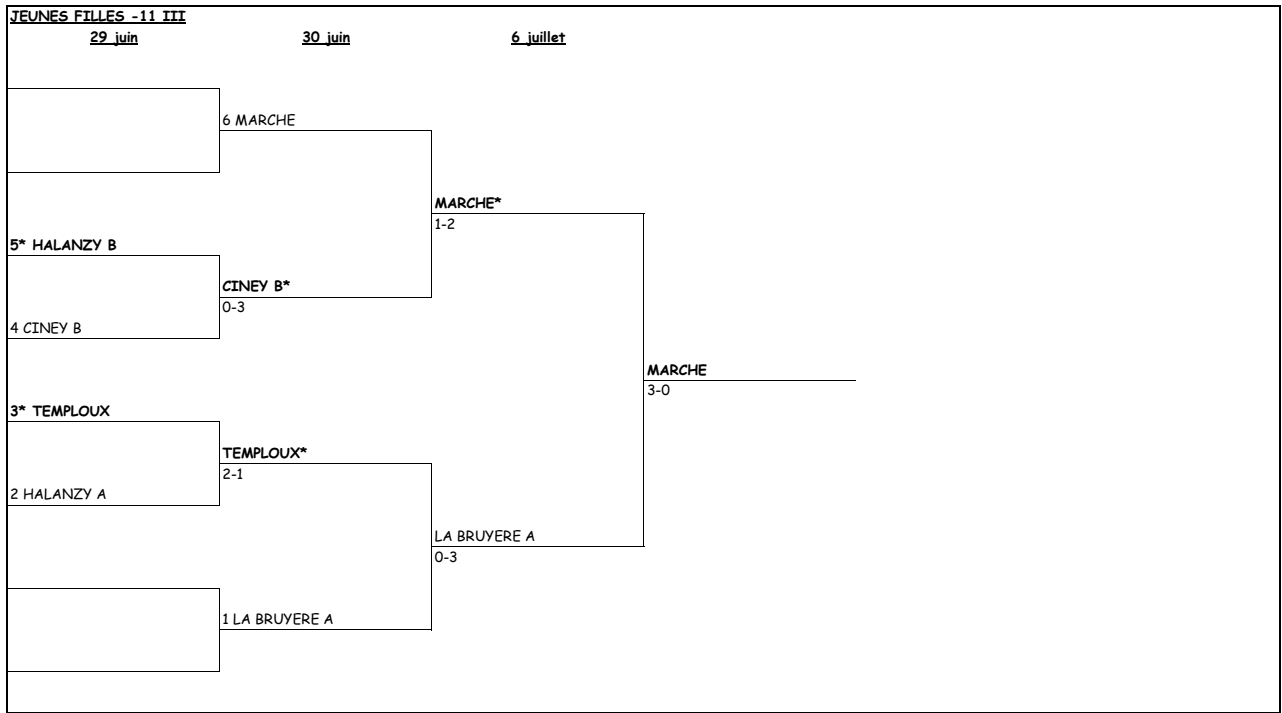 JEUNES FILLES -11 III
29 juin 30 juin 6 juillet
6 MARCHE
MARCHE*
1-2
5* HALANZY B
CINEY B*
0-3
4 CINEY B
MARCHE
3-0
3* TEMPLOUX
TEMPLOUX*
2-1
2 HALANZY A
LA BRUYERE A
0-3
1 LA BRUYERE A